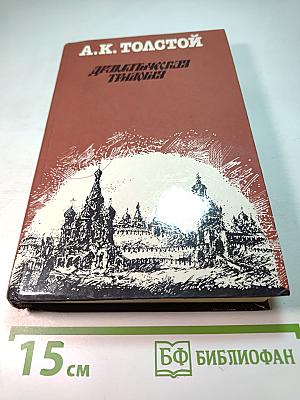 А.К.ТОЛСТОЙ
ДРАМАТИЧЕСКАЯ
ТРИЛОГИЯ
15 см
БФ БИБЛИОФАН